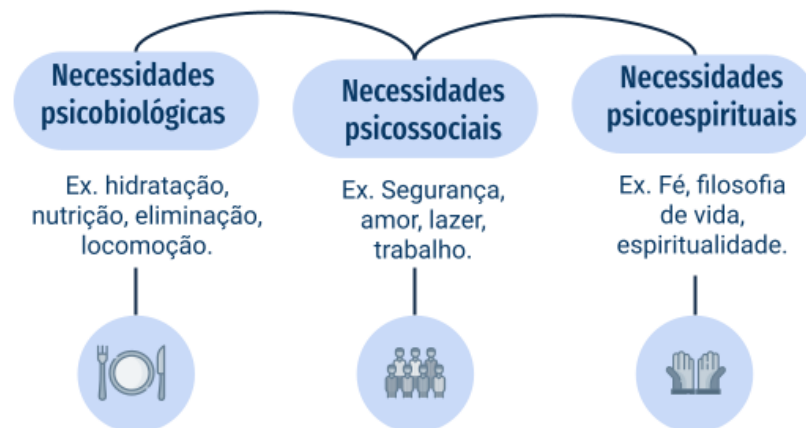 Necessidades
psicobiológicas
Ex. hidratação,
nutrição, eliminação,
locomoção.
Necessidades
psicossociais
Ex. Segurança,
amor, lazer,
trabalho.
Necessidades
psicoespirituais
Ex. Fé, filosofia
de vida,
espiritualidade.